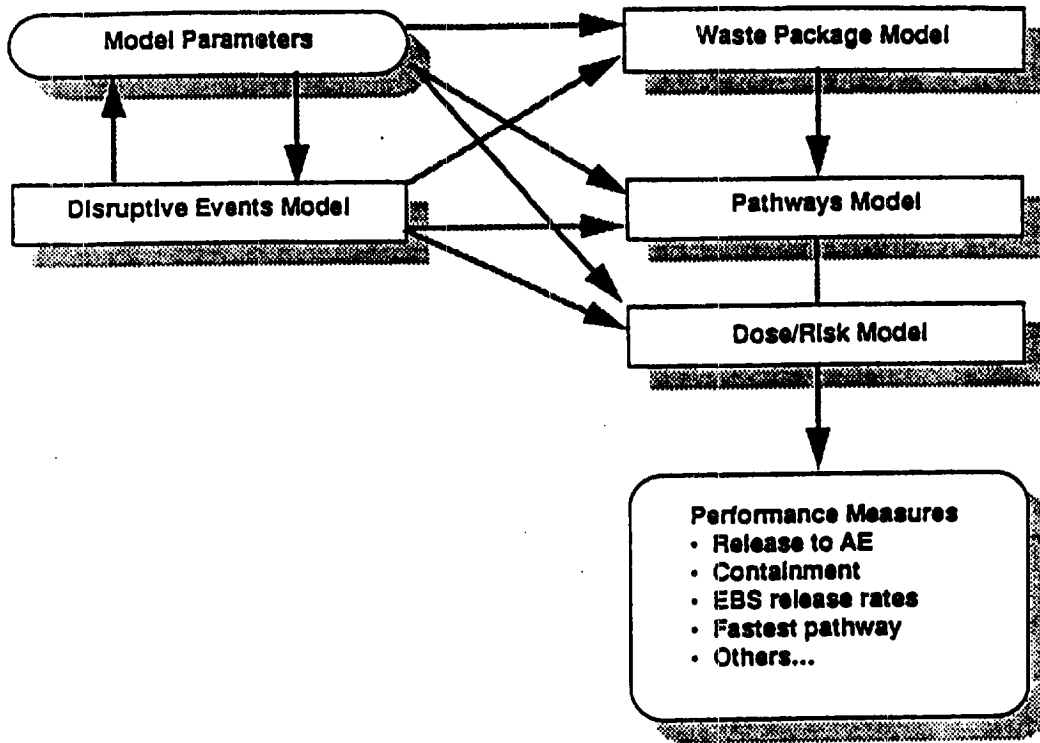 Model Parameters
Waste Package Model
Disruptive Events Model
Pathways Model
Dose/Risk Model
Performance Measures
• Release to AE
• Containment
• EBS release rates
• Fastest pathway
• Others...